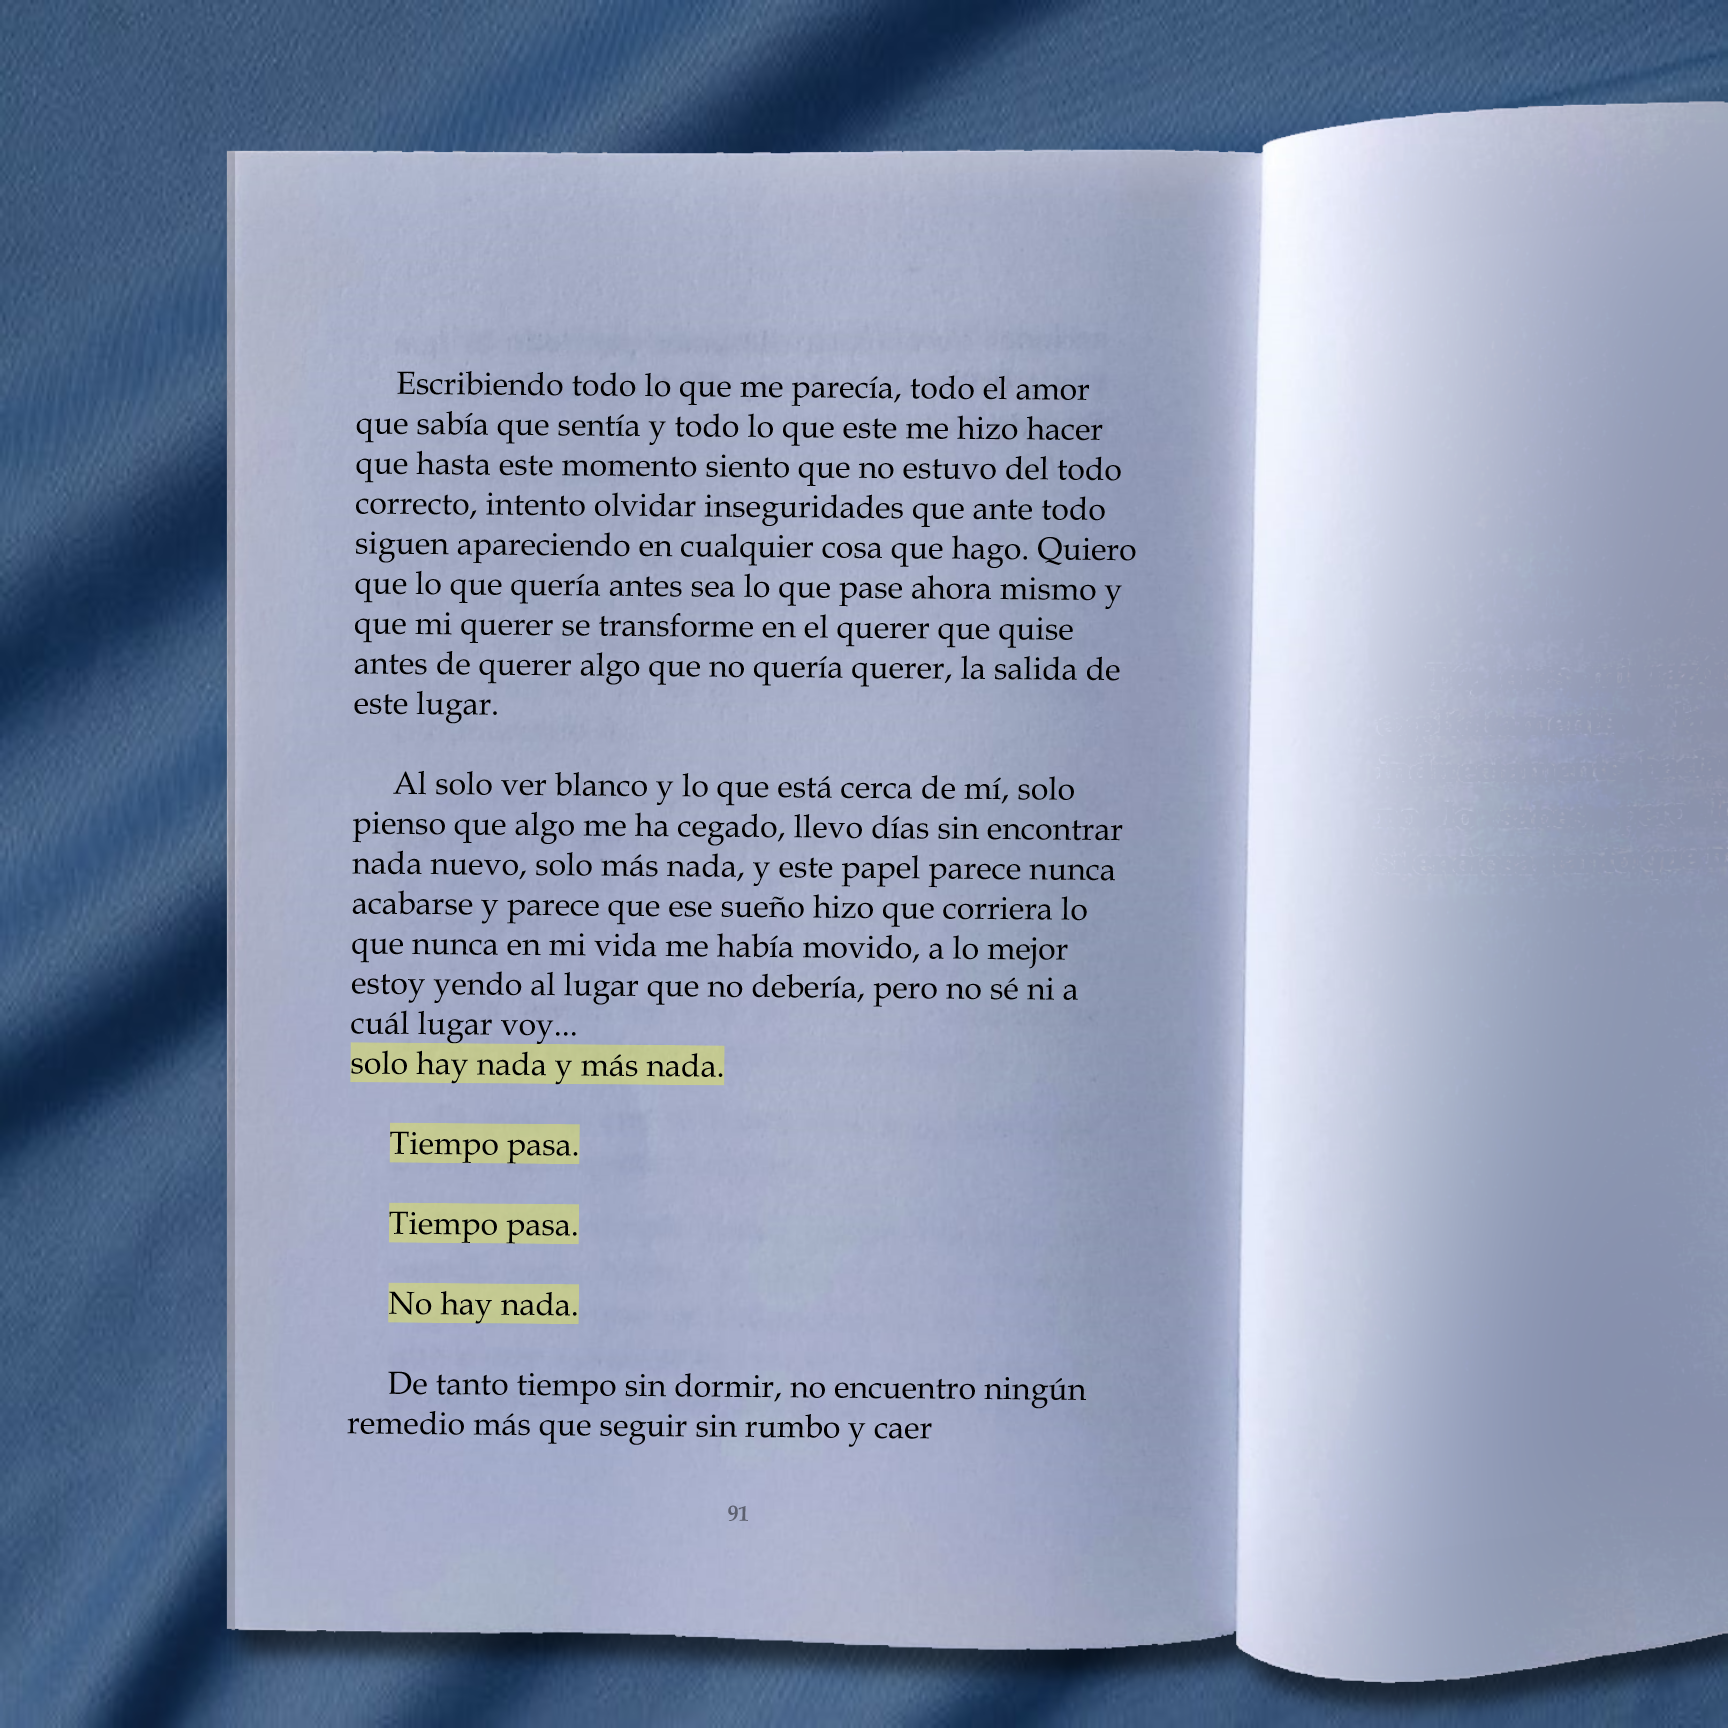 Escribiendo todo lo que me parecía, todo el amor
que sabía que sentía y todo lo que este me hizo hacer
que hasta este momento siento que no estuvo del todo
correcto, intento olvidar inseguridades que ante todo
siguen apareciendo en cualquier cosa que hago. Quiero
que lo que quería antes sea lo que pase ahora mismo y
que mi querer se transforme en el querer que quise
antes de querer algo que no quería querer, la salida de
este lugar.
Al solo ver blanco y lo que está cerca de mí, solo
pienso que algo me ha cegado, llevo días sin encontrar
nada nuevo, solo más nada, y este papel parece nunca
acabarse y parece que ese sueño hizo que corriera lo
que nunca en mi vida me había movido, a lo mejor
estoy yendo al lugar que no debería, pero no sé ni a
cuál lugar voy...
solo hay nada y más nada.
Tiempo pasa.
Tiempo pasa.
No hay nada.
De tanto tiempo sin dormir, no encuentro ningún
remedio más que seguir sin rumbo y caer
91